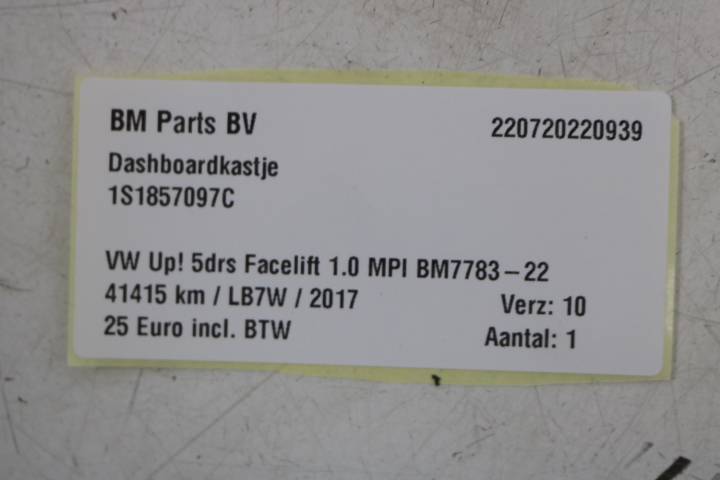 BM Parts BV 220720220939
Dashboardkastje
1S1857097C
VW Up! 5drs Facelift 1.0 MPI BM7783-22
41415 km / LB7W / 2017 Verz: 10
25 Euro incl. BTW Aantal: 1